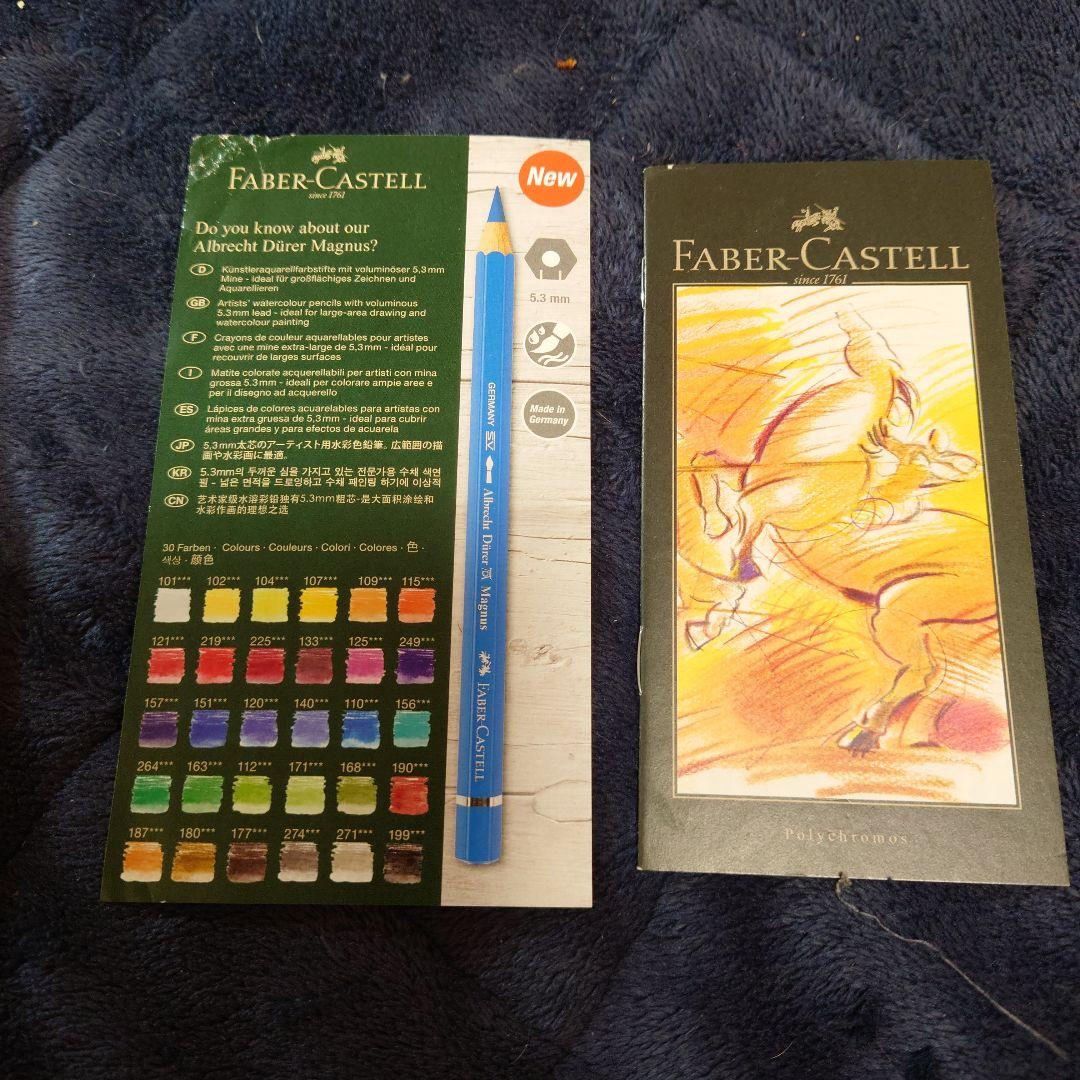 FABER-CASTELL
since 1761
Do you know about our
Albrecht Dürer Magnus?
D Künstleraquarellfarbstifte mit voluminöser 5,3mm
Mine - ideal für großflächiges Zeichnen und
Aquarellieren
GB Artists' watercolour pencils with voluminous
5.3mm lead - ideal for large-area drawing and
watercolour painting
F Crayons de couleur aquarellables pour artistes
avec une mine extra-large de 5,3mm - idéal pour
recouvrir de larges surfaces
I Matite colorate acquerellabili per artisti con mina
grossa 5.3mm - ideali per colorare ampie aree e
per il disegno ad acquerello
ES Lápices de colores acuarelables para artistas con
mina extra gruesa de 5,3mm - ideal para cubrir
áreas grandes y para efectos de acuarela
JP 5.3mm太芯のアーティスト用水彩色鉛筆。広範囲の描
画や水彩画に最適。
KR 5.3mm의 두꺼운 심을 가지고 있는 전문가용 수채 색연
필 - 넓은 면적을 드로잉하고 수채 페인팅 하기에 이상적
CN 艺术家级水溶彩铅独有5.3mm粗芯-是大面积涂绘和
水彩作画的理想之选
30 Farben · Colours · Couleurs · Colori · Colores · 色 ·
색상 · 颜色
101*** 102*** 104*** 107*** 109*** 115***
121*** 219*** 225*** 133*** 125*** 249***
157*** 151*** 120*** 140*** 110*** 156***
264*** 163*** 112*** 171*** 168*** 190***
187*** 180*** 177*** 274*** 271*** 199***
New
5.3 mm
Made in
Germany
GERMANY SV Albrecht Dürer Magnus FABER-CASTELL
FABER-CASTELL
since 1761
Polychromos